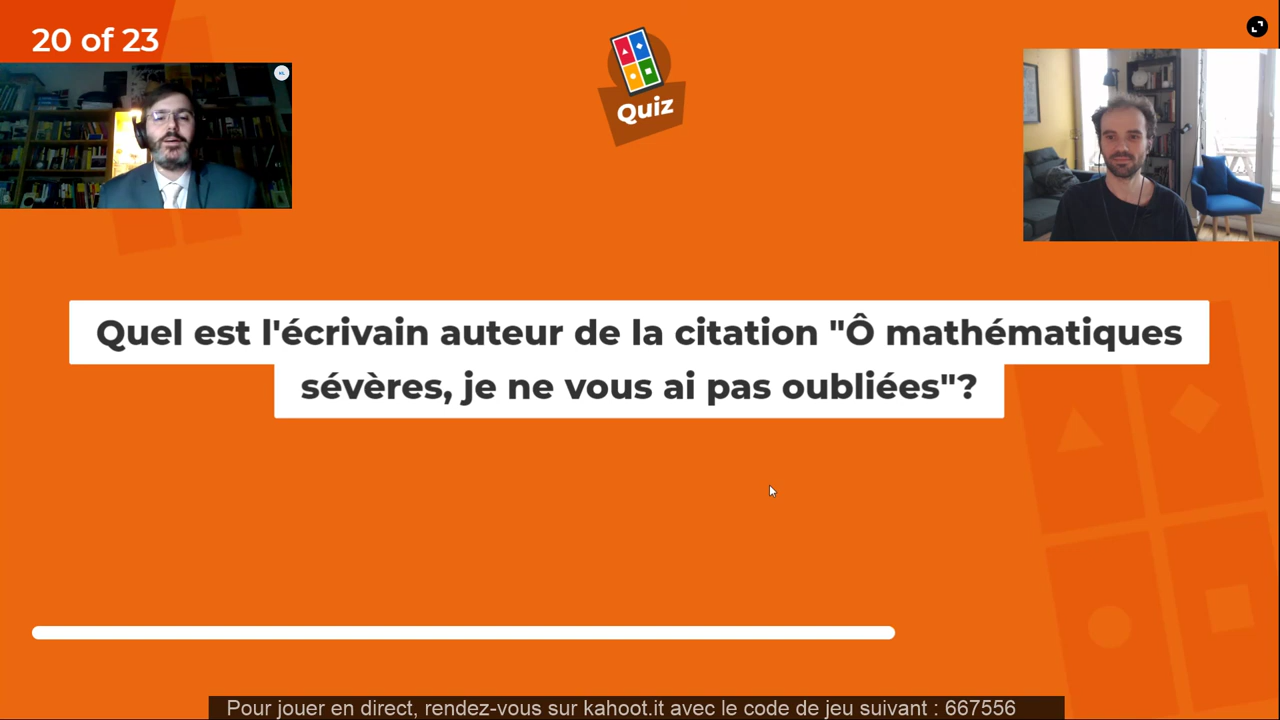 20 of 23
Quiz
Quel est l'écrivain auteur de la citation "Ô mathématiques
sévères, je ne vous ai pas oubliées"?
Pour jouer en direct, rendez-vous sur kahoot.it avec le code de jeu suivant : 667556